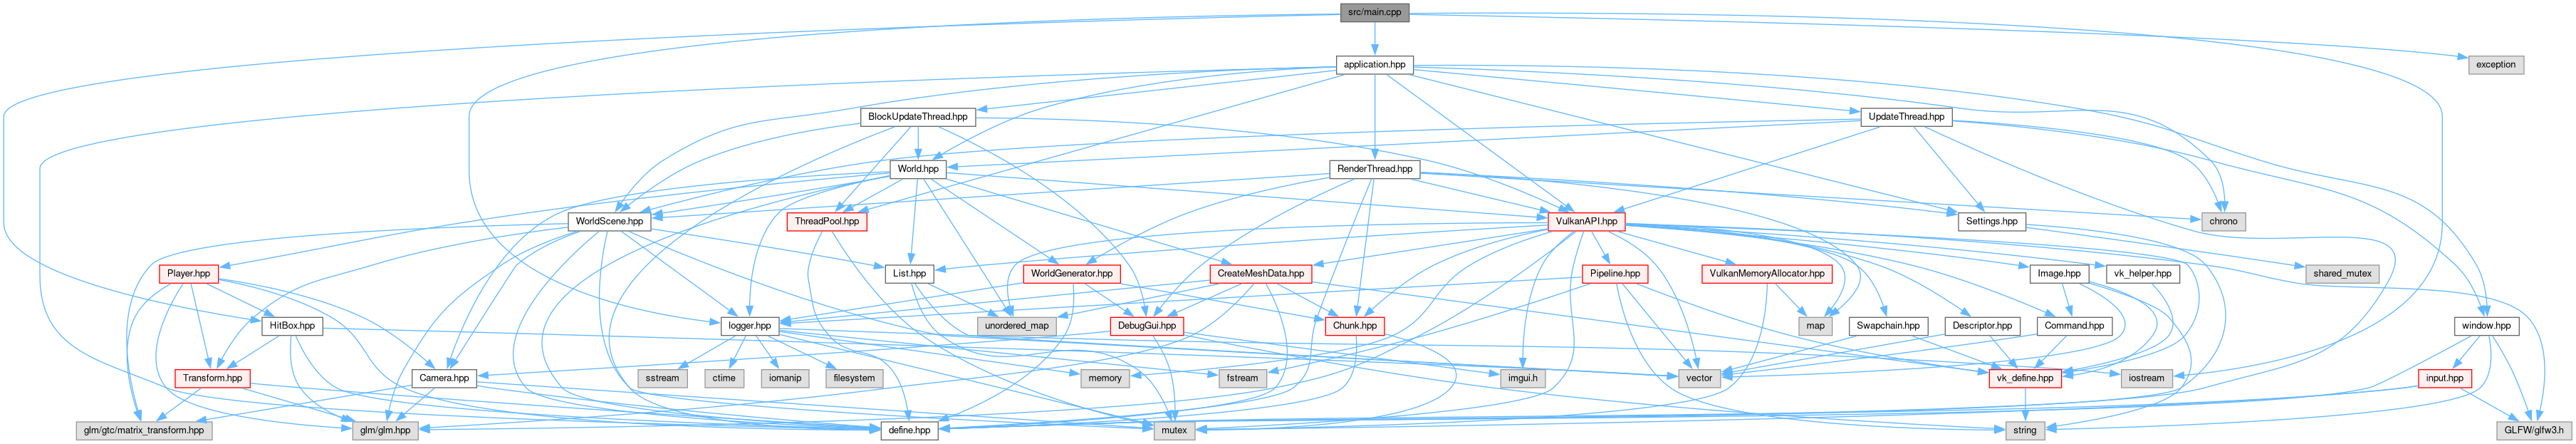 src/main.cpp
exception
application.hpp
BlockUpdateThread.hpp
UpdateThread.hpp
World.hpp
RenderThread.hpp
WorldScene.hpp
ThreadPool.hpp
VulkanAPI.hpp
Settings.hpp
chrono
Player.hpp
List.hpp
WorldGenerator.hpp
CreateMeshData.hpp
Pipeline.hpp
VulkanMemoryAllocator.hpp
Image.hpp
vk_helper.hpp
shared_mutex
HitBox.hpp
logger.hpp
unordered_map
DebugGui.hpp
Chunk.hpp
map
Swapchain.hpp
Descriptor.hpp
Command.hpp
window.hpp
Transform.hpp
Camera.hpp
sstream
ctime
iomanip
filesystem
memory
fstream
imgui.h
vector
vk_define.hpp
iostream
input.hpp
glm/gtc/matrix_transform.hpp
glm/glm.hpp
define.hpp
mutex
string
GLFW/glfw3.h